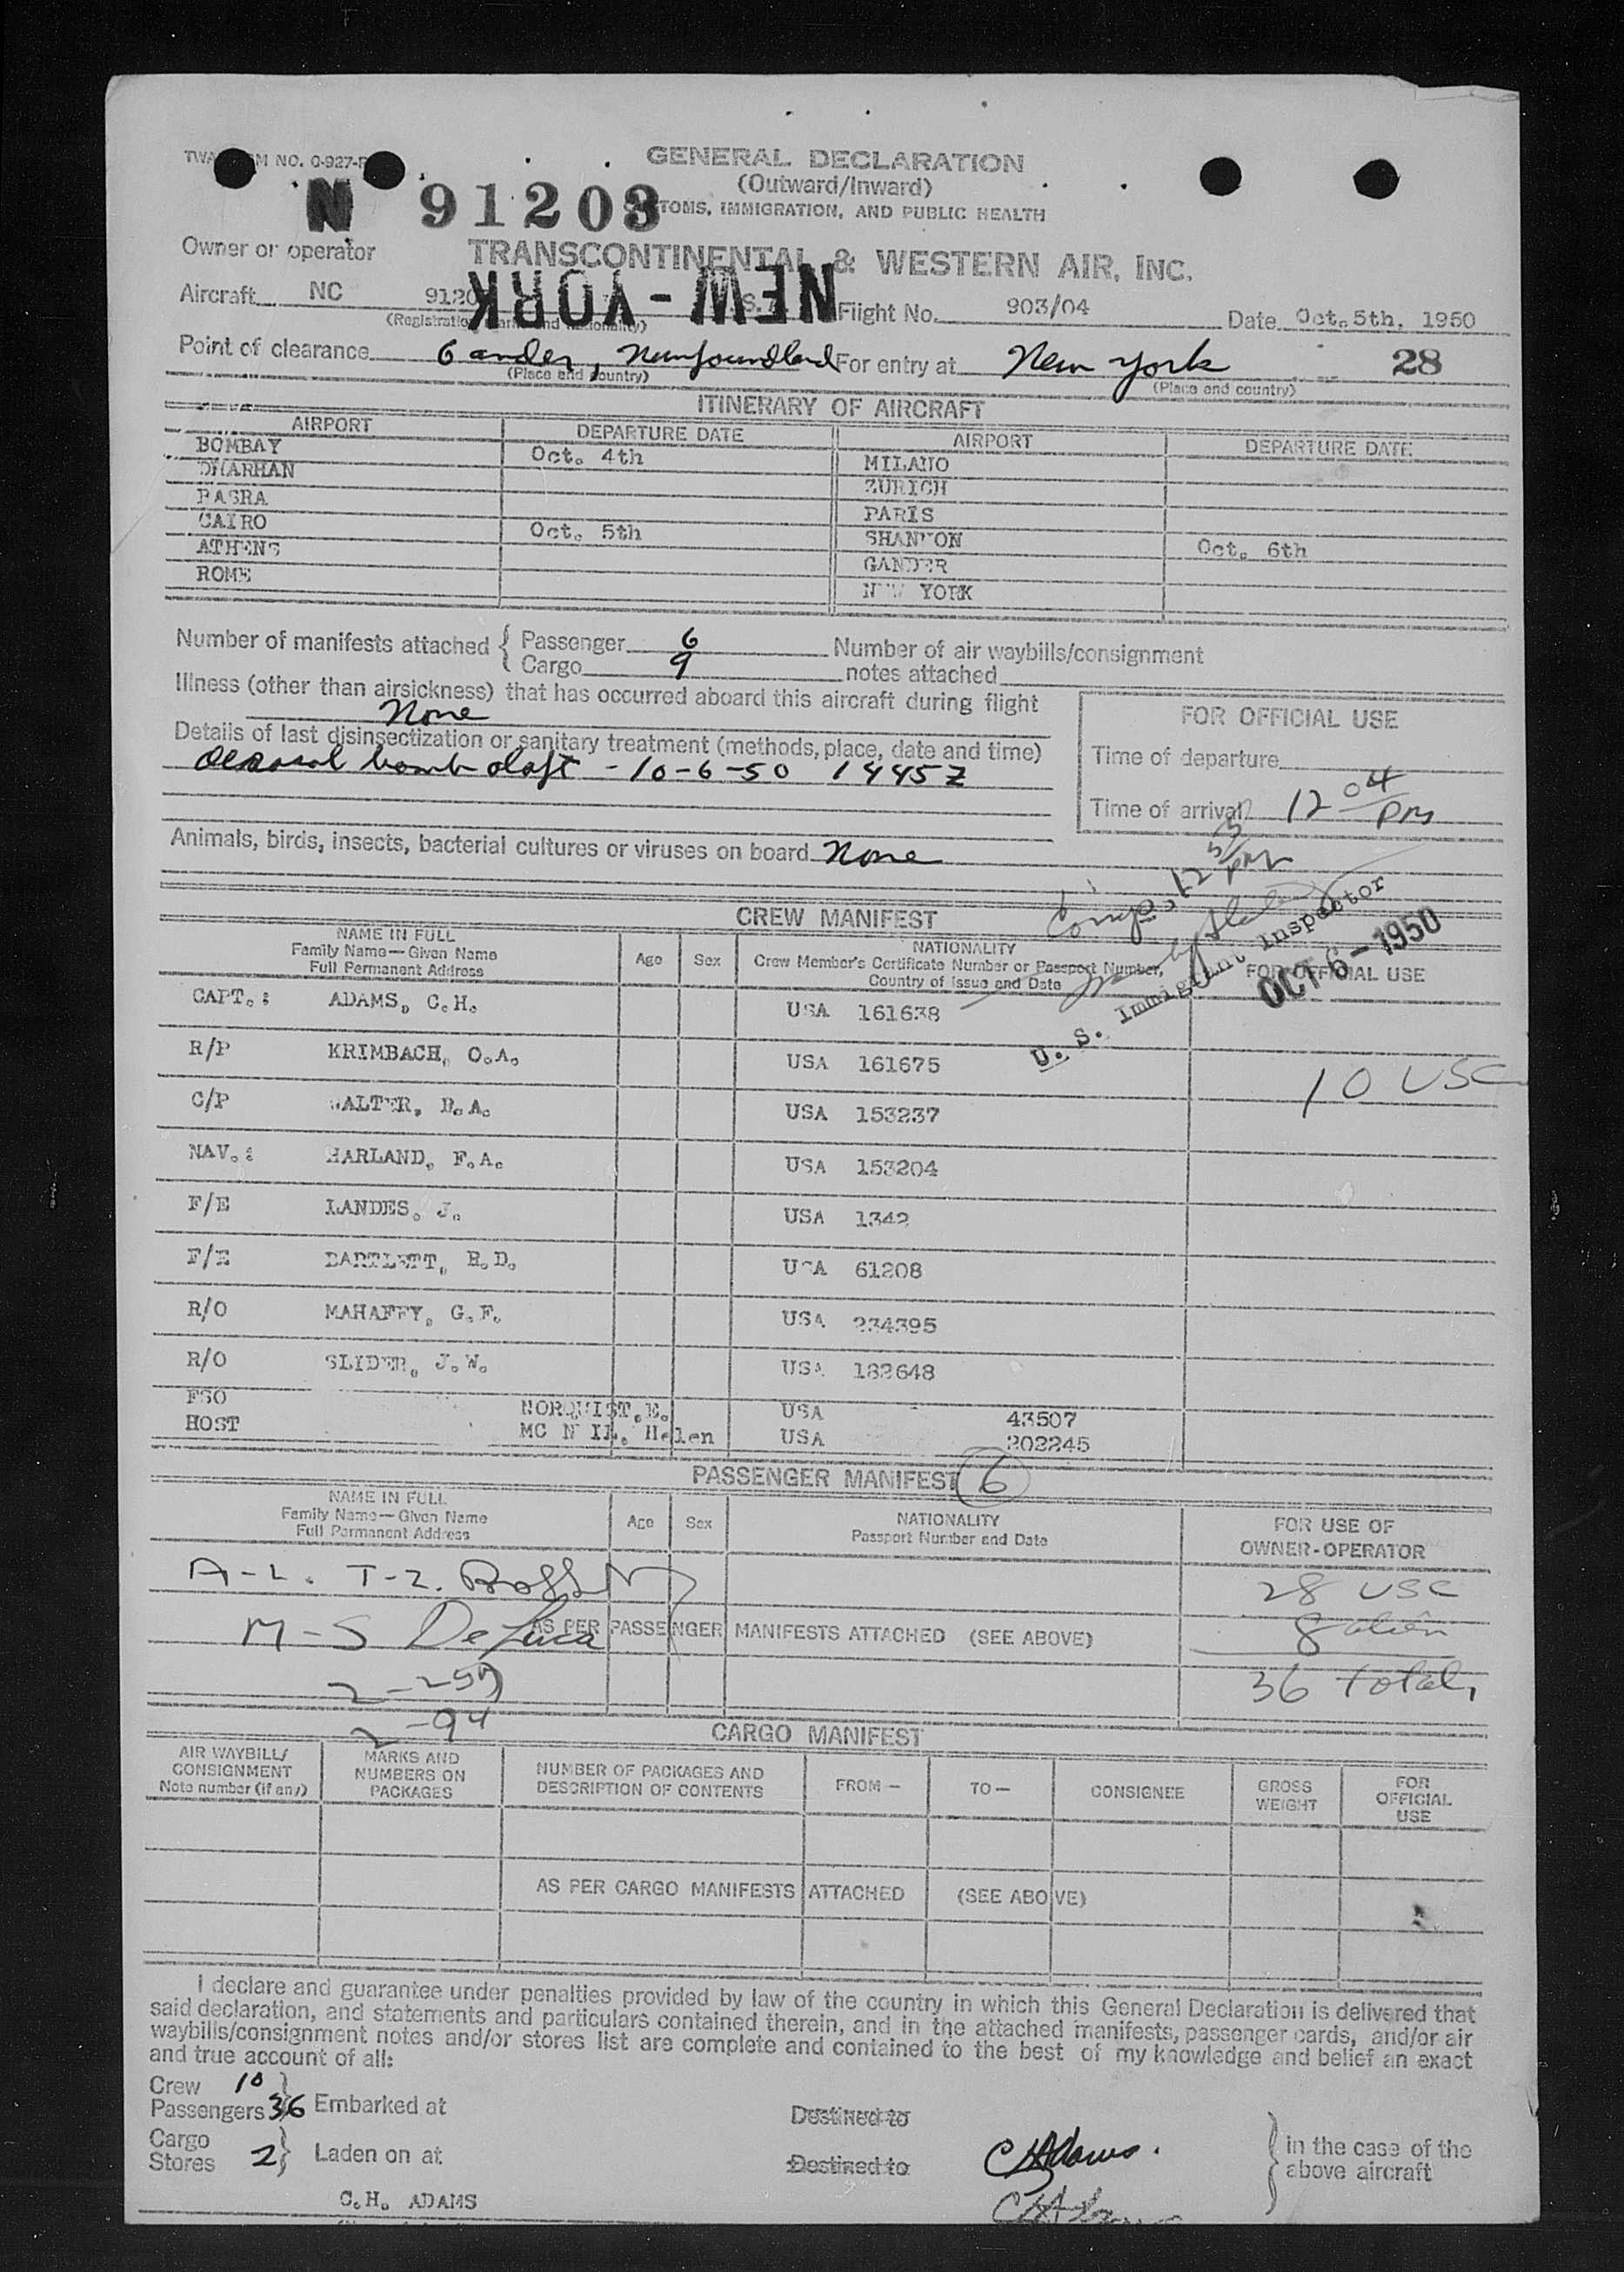 GENERAL DECLARATION
(Outward/Inward)
N 91203
IMMIGRATION, AND PUBLIC HEALTH
Owner or operator TRANSCONTINENTAL & WESTERN AIR, INC.
NEW-YORK
Aircraft NC 9120 Flight No. 903/04 Date Oct. 5th, 1950
Point of clearance Gander, Newfoundland For entry at New York 28
(Place and country) (Place and country)
ITINERARY OF AIRCRAFT
AIRPORT DEPARTURE DATE AIRPORT DEPARTURE DATE
BOMBAY Oct. 4th MILANO
DHARHAN ZURICH
BASRA PARIS
CAIRO Oct. 5th SHANNON Oct. 6th
ATHENS GANDER
ROME NEW YORK
Number of manifests attached { Passenger 6 Number of air waybills/consignment
Cargo 9 notes attached
Illness (other than airsickness) that has occurred aboard this aircraft during flight
None
FOR OFFICIAL USE
Details of last disinsectization or sanitary treatment (methods, place, date and time)
aerosol bomb - 10-6-50 1445Z
Time of departure
Time of arrival 12 04 PM
Animals, birds, insects, bacterial cultures or viruses on board None
U. S. Immigrant Inspector
OCT 6-1950
CREW MANIFEST
NAME IN FULL
Family Name—Given Name
Full Permanent Address
Age Sex
NATIONALITY
Crew Member's Certificate Number or Passport Number,
Country of Issue and Date
FOR OFFICIAL USE
CAPT.: ADAMS, C.H. USA 161638
R/P KRIMBACH, O.A. USA 161675
10 USC
C/P WALTER, D.A. USA 153237
NAV.: HARLAND, F.A. USA 153204
F/E LANDES, J. USA 1342
F/E BARTLETT, R.D. USA 61208
R/O MAHAFFY, G.F. USA 234395
R/O SLIDER, J.W. USA 182648
FSO NORQUIST, E. USA 43507
HOST Helen USA 202245
PASSENGER MANIFEST 6
NAME IN FULL
Family Name—Given Name
Full Permanent Address
Age Sex
NATIONALITY
Passport Number and Date
FOR USE OF
OWNER-OPERATOR
A-L. T-Z.
28 USC
M-S DeLuca
AS PER PASSENGER MANIFESTS ATTACHED (SEE ABOVE)
8 alien
36 total
2-94
CARGO MANIFEST
AIR WAYBILL/
CONSIGNMENT
Note number (if any)
MARKS AND
NUMBERS ON
PACKAGES
NUMBER OF PACKAGES AND
DESCRIPTION OF CONTENTS
FROM—
TO—
CONSIGNEE
GROSS
WEIGHT
FOR
OFFICIAL
USE
AS PER CARGO MANIFESTS ATTACHED (SEE ABOVE)
I declare and guarantee under penalties provided by law of the country in which this General Declaration is delivered that
said declaration, and statements and particulars contained therein, and in the attached manifests, passenger cards, and/or air
waybills/consignment notes and/or stores list are complete and contained to the best of my knowledge and belief an exact
and true account of all:
Crew 10
Passengers 36 } Embarked at Destined to
Cargo
Stores 2 } Laden on at Destined to
CHAdams.
in the case of the
above aircraft
C.H. ADAMS